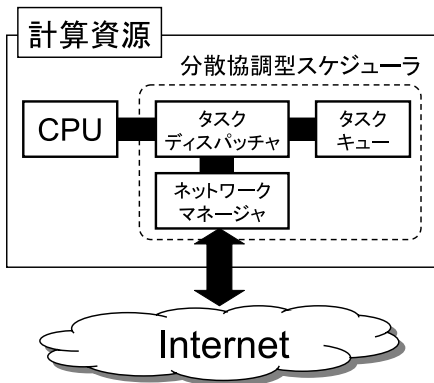 計算資源
分散協調型スケジューラ
CPU
タスク
ディスパッチャ
タスク
キュー
ネットワーク
マネージャ
Internet